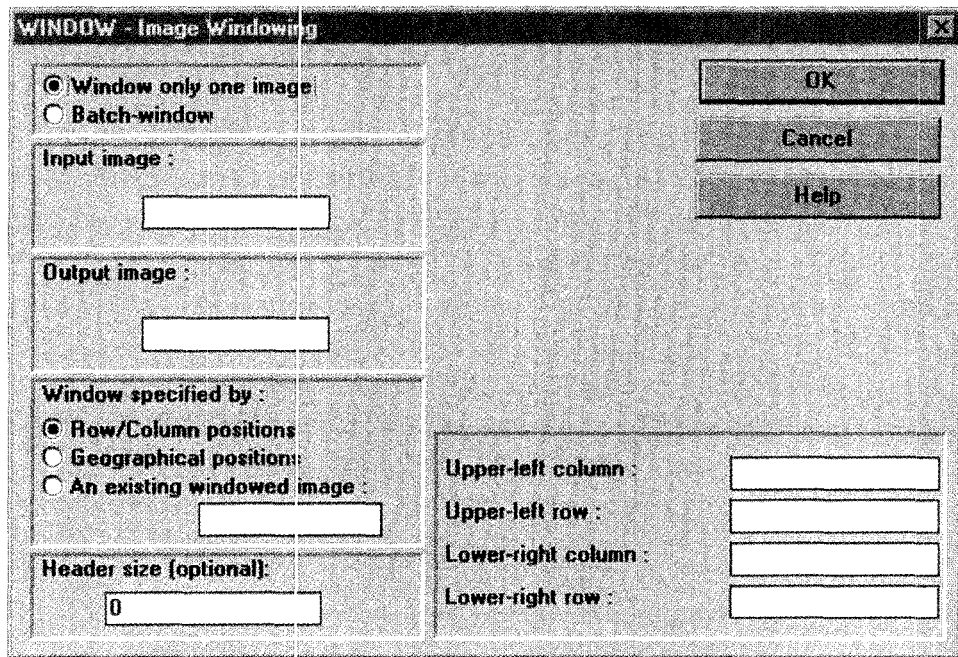 WINDOW - Image Windowing
Window only one image
Batch-window
Input image :
Output image :
Window specified by :
Row/Column positions
Geographical positions
An existing windowed image :
Header size (optional):
0
OK
Cancel
Help
Upper-left column :
Upper-left row :
Lower-right column :
Lower-right row :